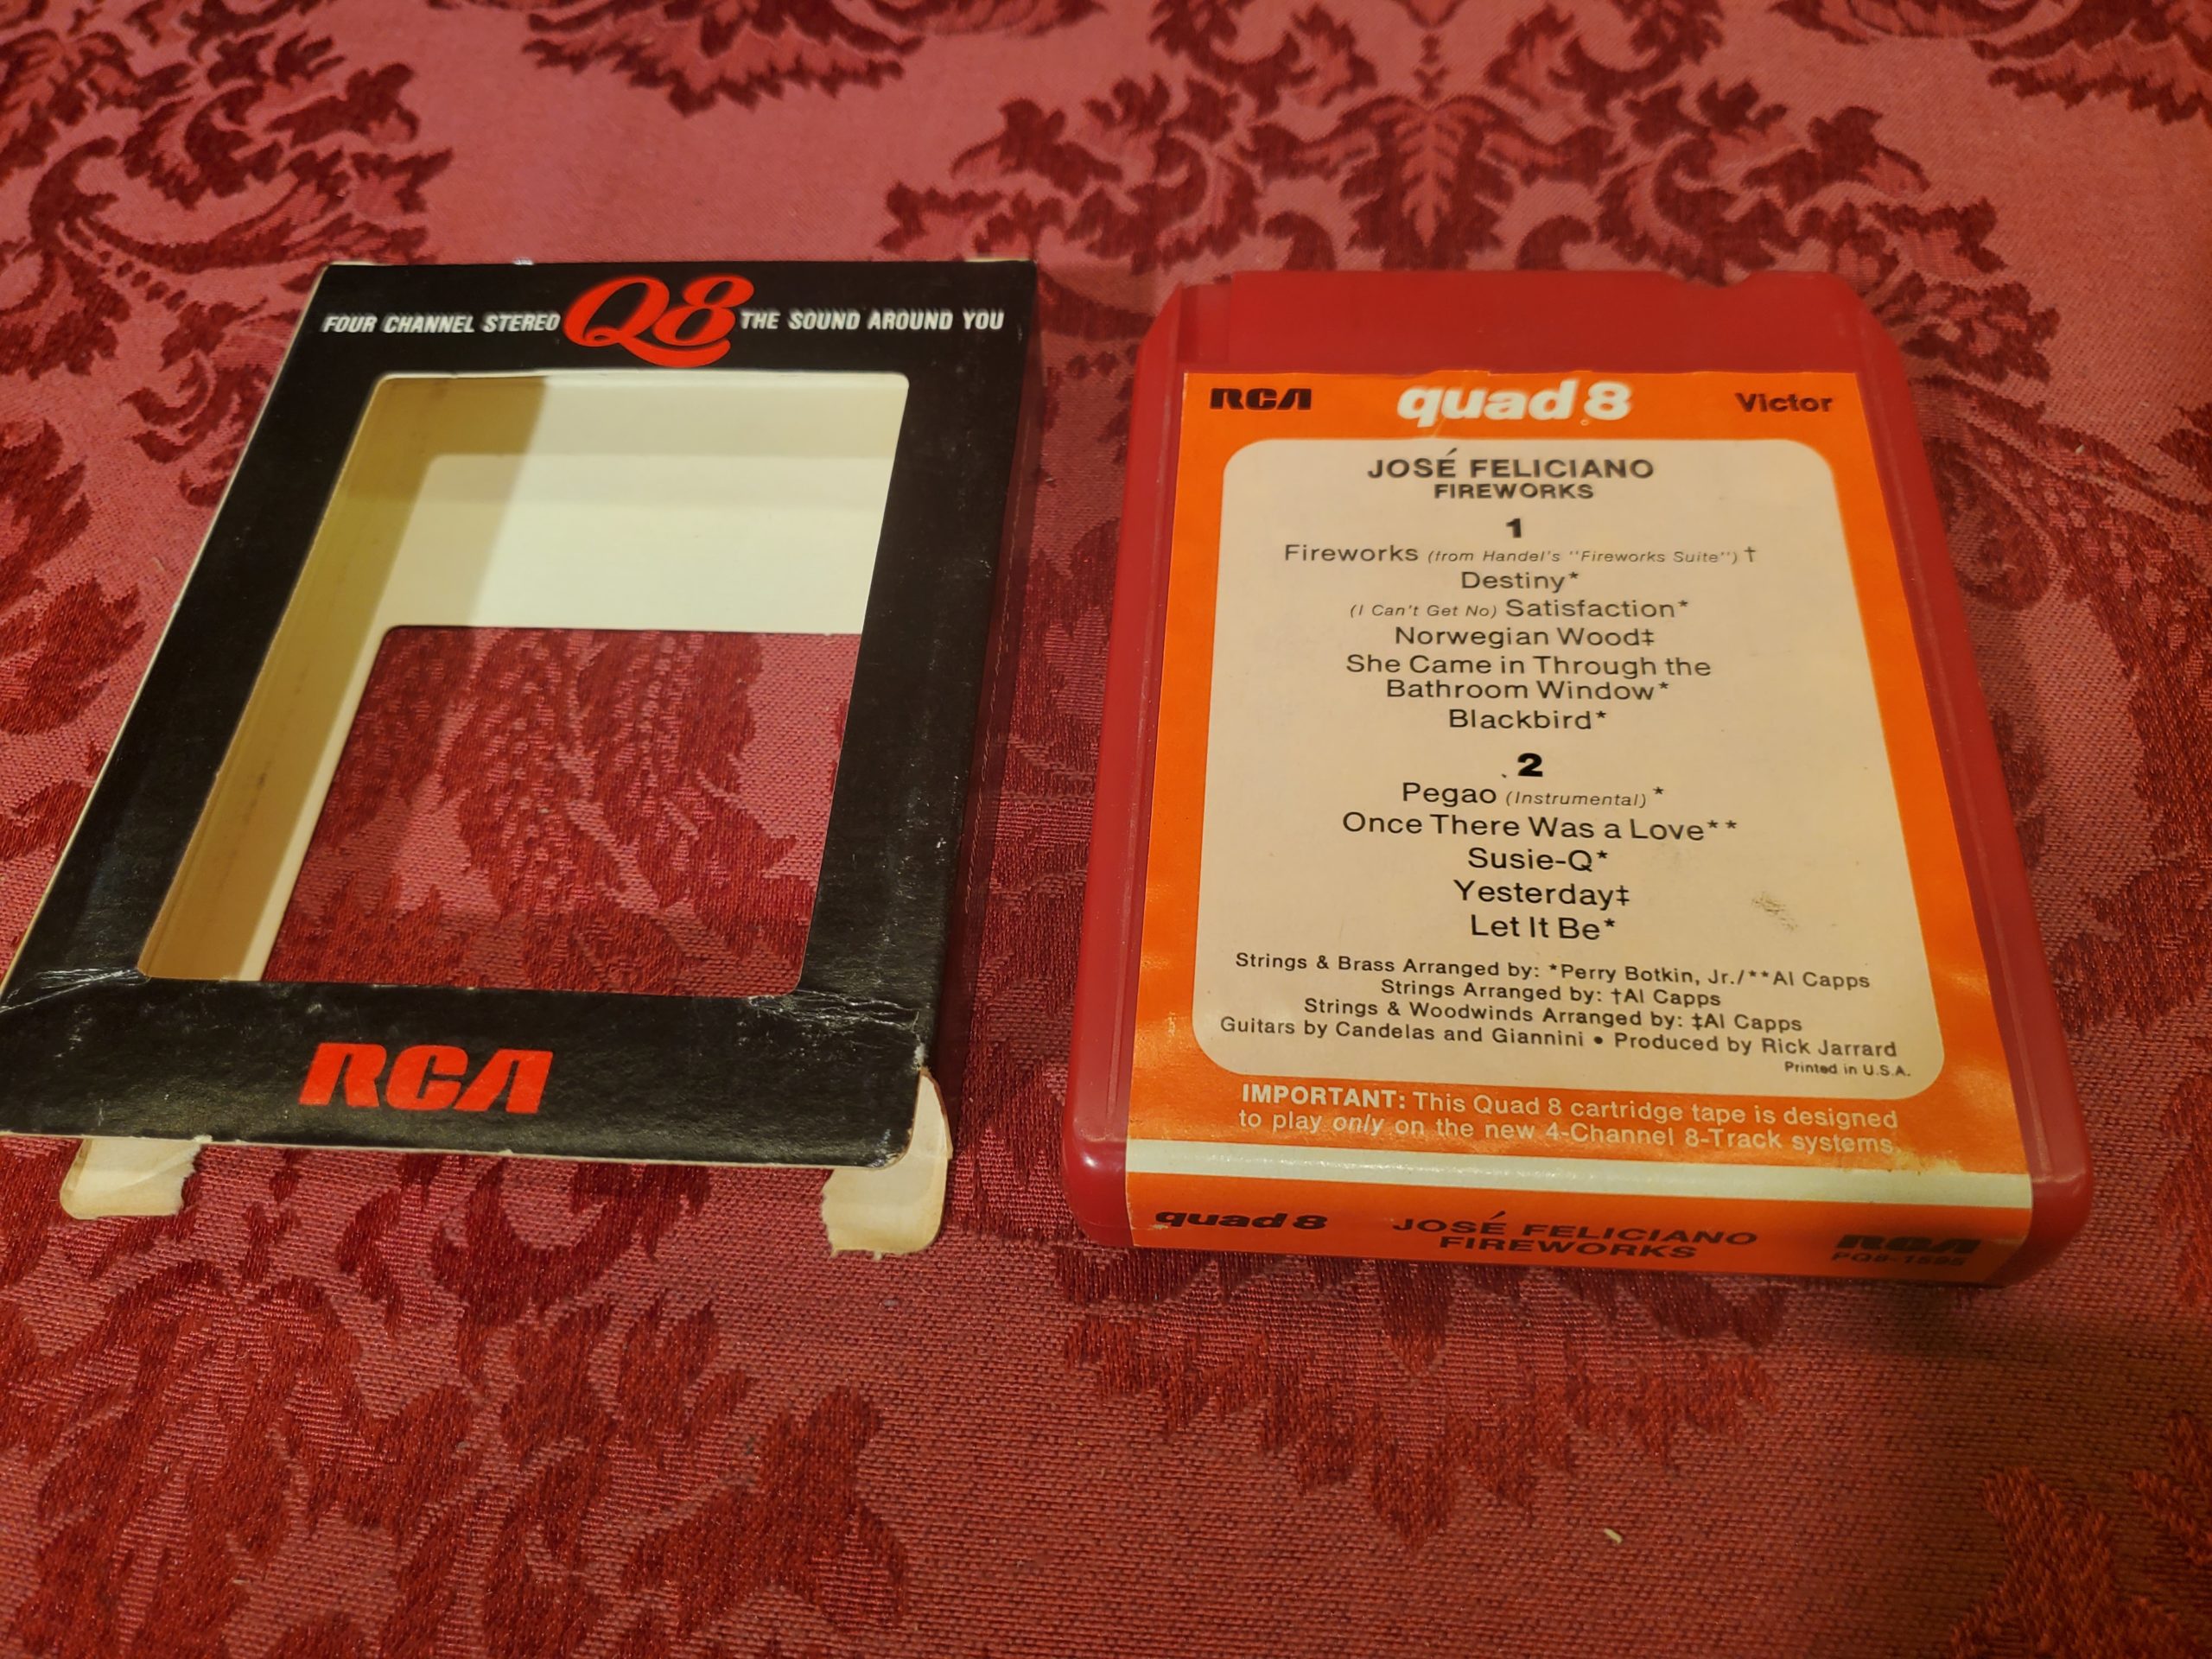 FOUR CHANNEL STEREO Q8 THE SOUND AROUND YOU
RCA
RCA quad 8 Victor
JOSÉ FELICIANO
FIREWORKS
1
Fireworks (from Handel's "Fireworks Suite") †
Destiny*
(I Can't Get No) Satisfaction*
Norwegian Wood‡
She Came in Through the
Bathroom Window*
Blackbird*
2
Pegao (Instrumental) *
Once There Was a Love**
Susie-Q*
Yesterday‡
Let It Be*
Strings & Brass Arranged by: *Perry Botkin, Jr./**Al Capps
Strings Arranged by: †Al Capps
Strings & Woodwinds Arranged by: ‡Al Capps
Guitars by Candelas and Giannini • Produced by Rick Jarrard
Printed in U.S.A.
IMPORTANT: This Quad 8 cartridge tape is designed
to play only on the new 4-Channel 8-Track systems.
quad 8 JOSÉ FELICIANO RCA
FIREWORKS PQ8-1595